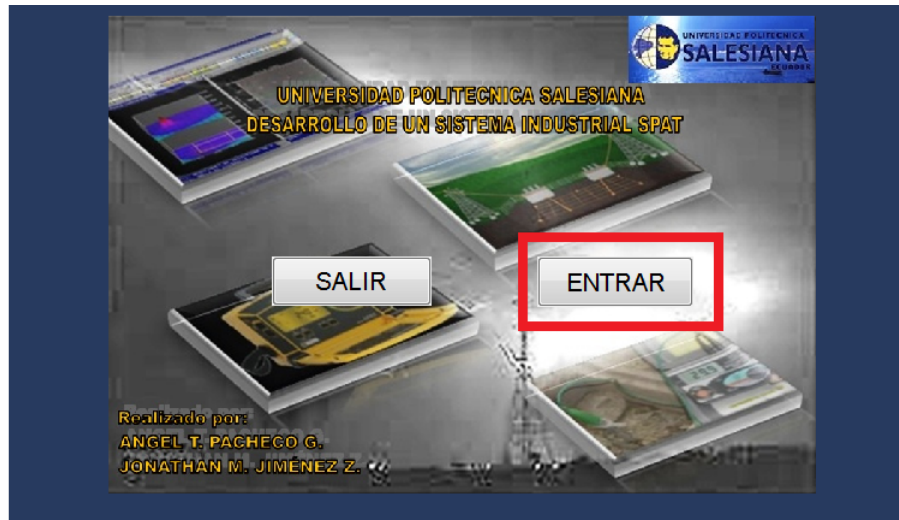 UNIVERSIDAD POLITECNICA
SALESIANA
ECUADOR
UNIVERSIDAD POLITECNICA SALESIANA
DESARROLLO DE UN SISTEMA INDUSTRIAL SPAT
SALIR
ENTRAR
Realizado por:
ANGEL T. PACHECO G.
JONATHAN M. JIMÉNEZ Z.